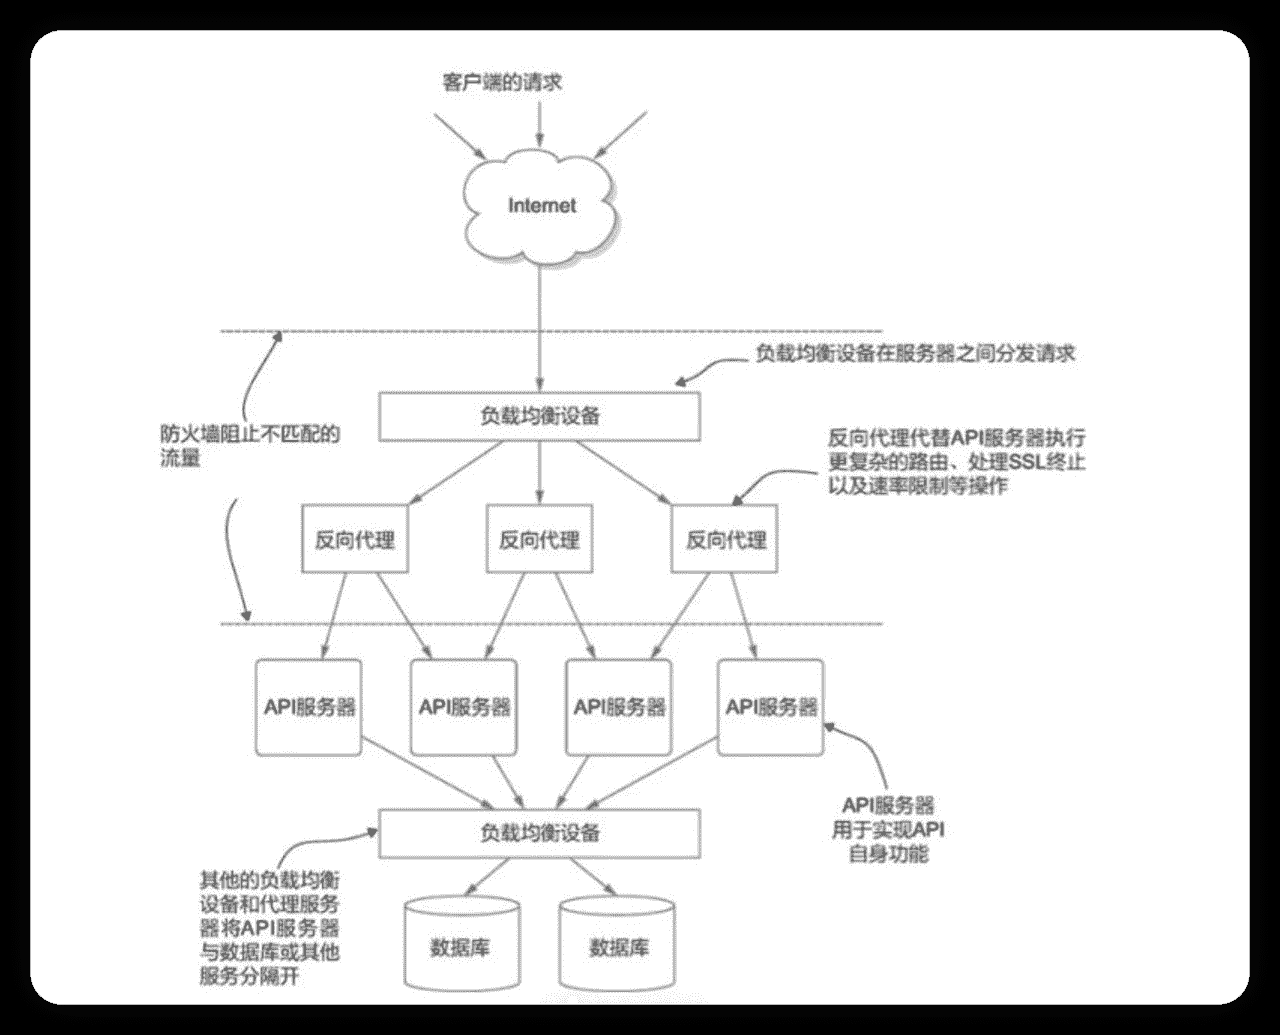 客户端的请求
Internet
负载均衡设备在服务器之间分发请求
负载均衡设备
防火墙阻止不匹配的
流量
反向代理代替API服务器执行
更复杂的路由、处理SSL终止
以及速率限制等操作
反向代理
反向代理
反向代理
API服务器
API服务器
API服务器
API服务器
API服务器
用于实现API
自身功能
负载均衡设备
其他的负载均衡
设备和代理服务
器将API服务器
与数据库或其他
服务分隔开
数据库
数据库